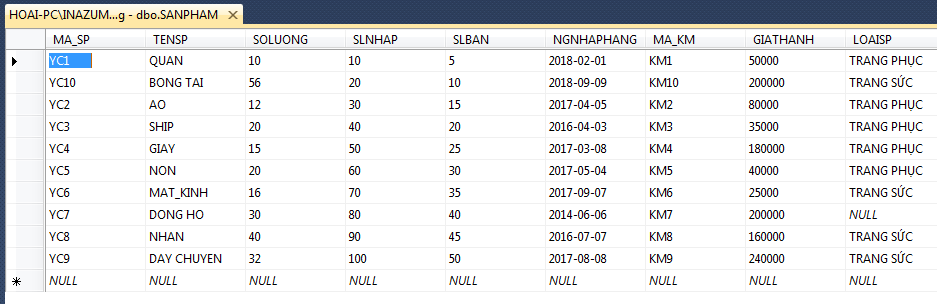 HOAI-PC\INAZUM...g - dbo.SANPHAM
MA_SP TENSP SOLUONG SLNHAP SLBAN NGNHAPHANG MA_KM GIATHANH LOAISP
YC1 QUAN 10 10 5 2018-02-01 KM1 50000 TRANG PHỤC
YC10 BONG TAI 56 20 10 2018-09-09 KM10 200000 TRANG SỨC
YC2 AO 12 30 15 2017-04-05 KM2 80000 TRANG PHỤC
YC3 SHIP 20 40 20 2016-04-03 KM3 35000 TRANG PHỤC
YC4 GIAY 15 50 25 2017-03-08 KM4 180000 TRANG PHỤC
YC5 NON 20 60 30 2017-05-04 KM5 40000 TRANG PHỤC
YC6 MAT_KINH 16 70 35 2017-09-07 KM6 25000 TRANG SỨC
YC7 DONG HO 30 80 40 2014-06-06 KM7 200000 NULL
YC8 NHAN 40 90 45 2016-07-07 KM8 160000 TRANG SỨC
YC9 DAY CHUYEN 32 100 50 2017-08-08 KM9 240000 TRANG SỨC
NULL NULL NULL NULL NULL NULL NULL NULL NULL